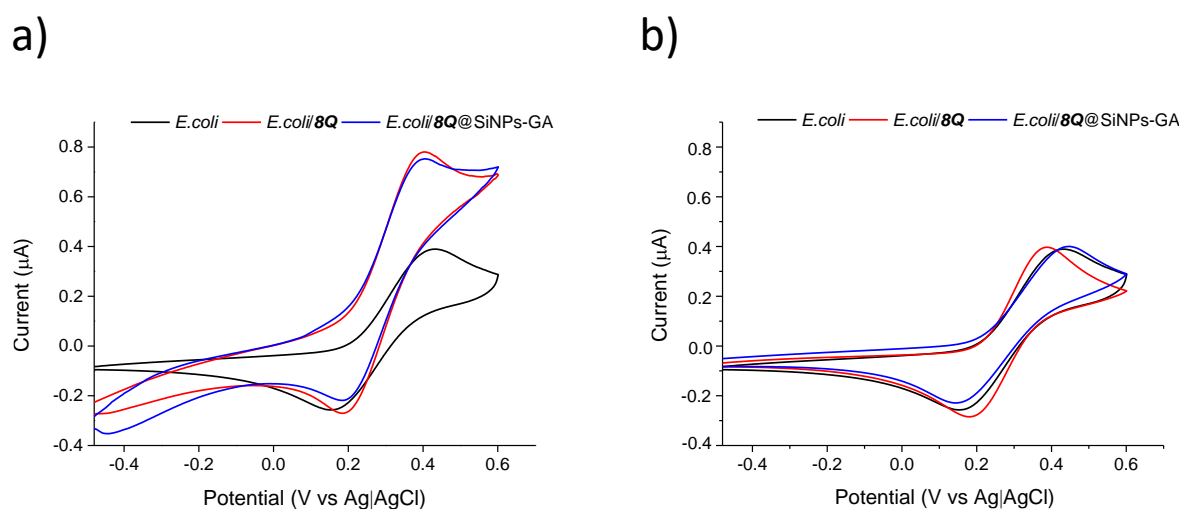 a)
b)
E.coli E.coli/8Q E.coli/8Q@SiNPs-GA
E.coli E.coli/8Q E.coli/8Q@SiNPs-GA
0.8
0.6
0.4
0.2
0.0
-0.2
-0.4
Current (µA)
-0.4 -0.2 0.0 0.2 0.4 0.6
Potential (V vs Ag|AgCl)
0.8
0.6
0.4
0.2
0.0
-0.2
-0.4
Current (µA)
-0.4 -0.2 0.0 0.2 0.4 0.6
Potential (V vs Ag|AgCl)